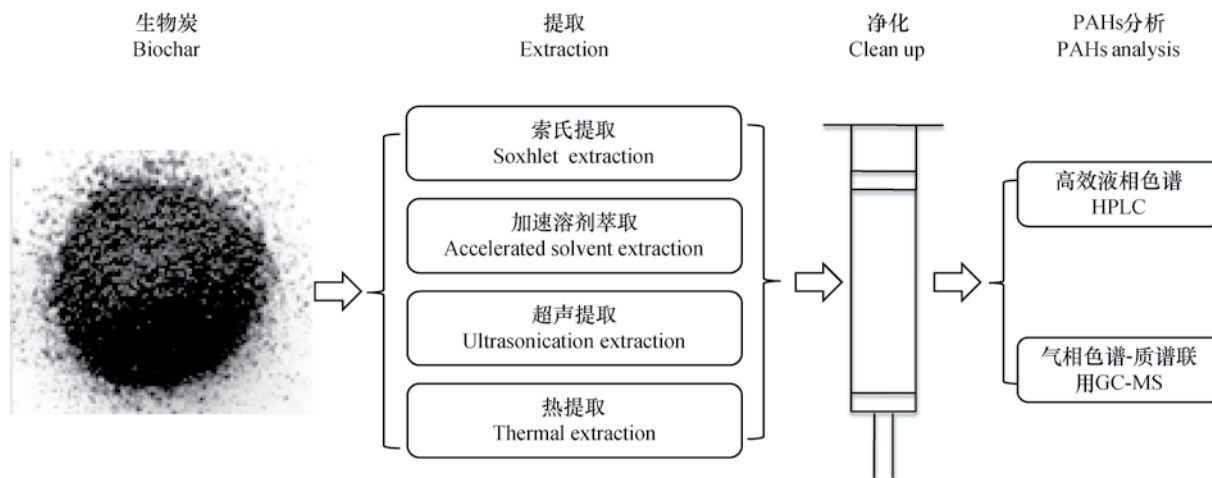 生物炭
Biochar
提取
Extraction
净化
Clean up
PAHs分析
PAHs analysis
索氏提取
Soxhlet extraction
加速溶剂萃取
Accelerated solvent extraction
超声提取
Ultrasonication extraction
热提取
Thermal extraction
高效液相色谱
HPLC
气相色谱-质谱联
用GC-MS